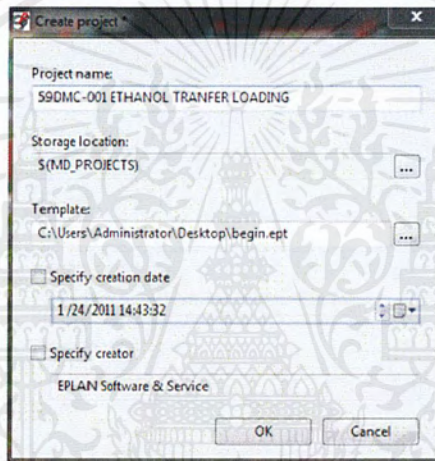 Create project *
Project name:
59DMC-001 ETHANOL TRANFER LOADING
Storage location:
$(MD_PROJECTS)
...
Template:
C:\Users\Administrator\Desktop\begin.ept
...
Specify creation date
1 /24/2011 14:43:32
Specify creator
EPLAN Software & Service
OK Cancel